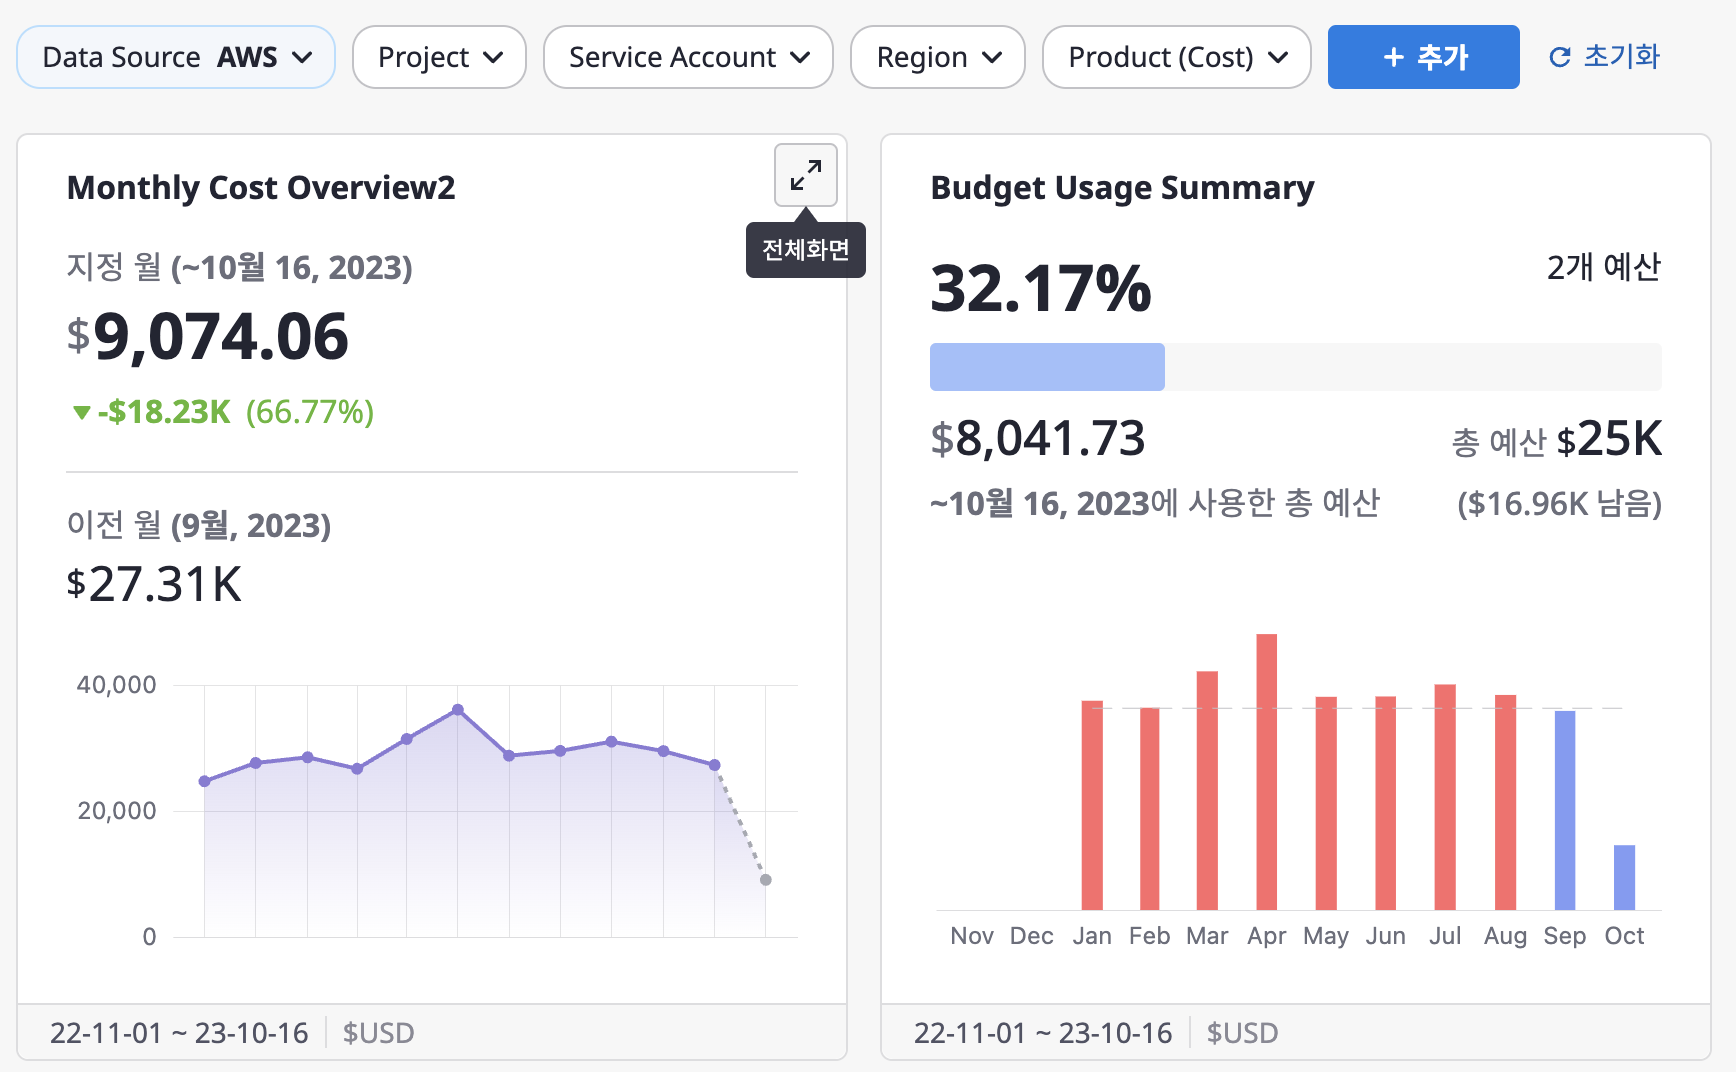 Data Source AWS
Project
Service Account
Region
Product (Cost)
+ 추가
초기화
Monthly Cost Overview2
전체화면
지정 월 (~10월 16, 2023)
$9,074.06
-$18.23K (66.77%)
이전 월 (9월, 2023)
$27.31K
40,000
20,000
0
22-11-01 ~ 23-10-16 $USD
Budget Usage Summary
32.17%
2개 예산
$8,041.73
총 예산 $25K
~10월 16, 2023에 사용한 총 예산
($16.96K 남음)
Nov Dec Jan Feb Mar Apr May Jun Jul Aug Sep Oct
22-11-01 ~ 23-10-16 $USD